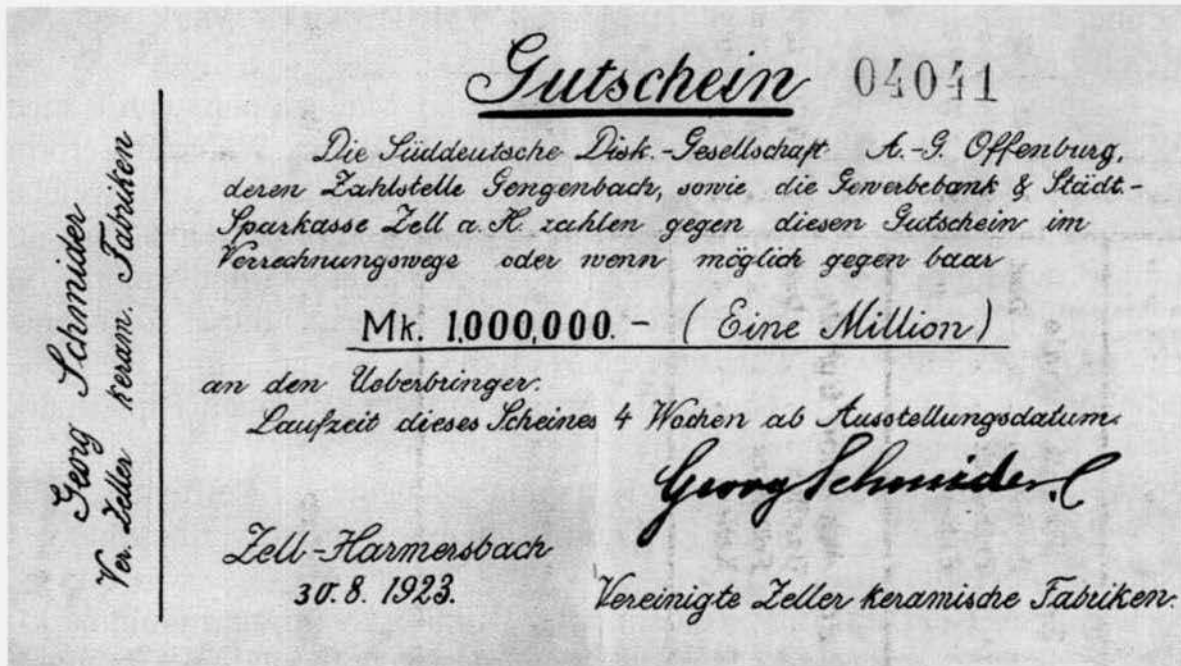 Gutschein 04041
Die Süddeutsche Disk.-Gesellschaft A.-G. Offenburg,
deren Zahlstelle Gengenbach, sowie die Gewerbebank & Städt.-
Sparkasse Zell a. H. zahlen gegen diesen Gutschein im
Verrechnungswege oder wenn möglich gegen baar
Mk. 1.000,000.- (Eine Million)
an den Ueberbringer.
Laufzeit dieses Scheines 4 Wochen ab Ausstellungsdatum.
Georg Schmider
Zell-Harmersbach
30.8. 1923.
Vereinigte Zeller keramische Fabriken.
Georg Schmider
Ver. Zeller keram. Fabriken